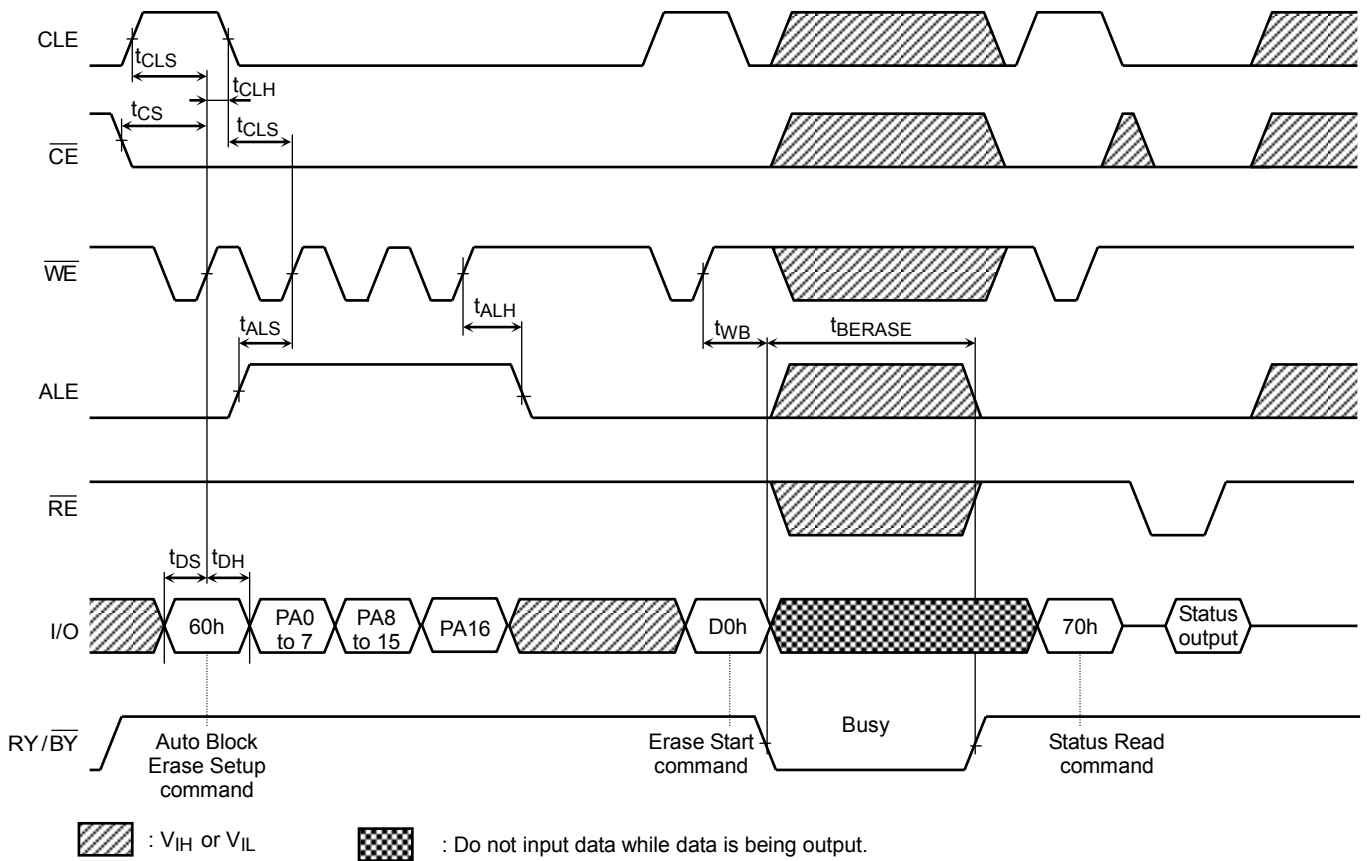 CLE
tCLS
tCLH
tCS
tCLS
CE
WE
tALS
tALH
tWB
tBERASE
ALE
RE
tDS
tDH
I/O
60h
PA0
to 7
PA8
to 15
PA16
D0h
70h
Status
output
RY/BY
Busy
Auto Block
Erase Setup
command
Erase Start
command
Status Read
command
: VIH or VIL
: Do not input data while data is being output.